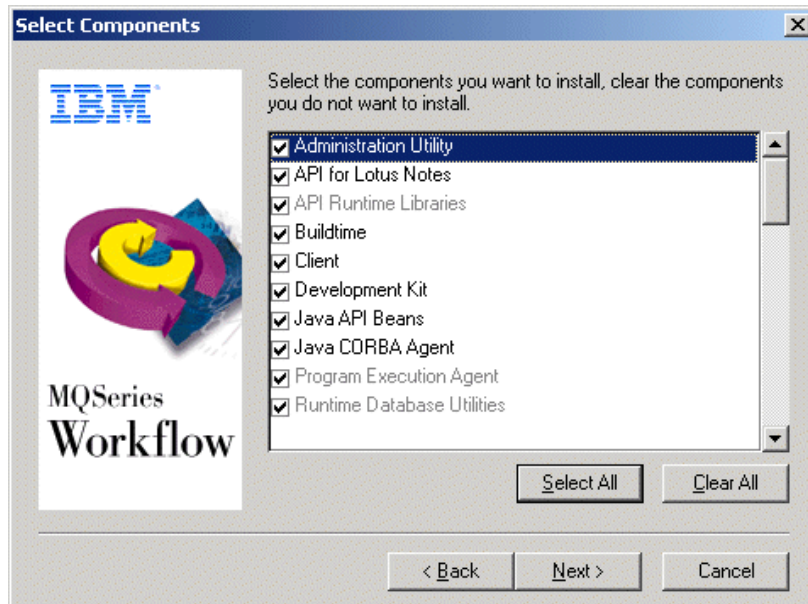 Select Components
IBM
MQSeries
Workflow
Select the components you want to install, clear the components
you do not want to install.
Administration Utility
API for Lotus Notes
API Runtime Libraries
Buildtime
Client
Development Kit
Java API Beans
Java CORBA Agent
Program Execution Agent
Runtime Database Utilities
Select All
Clear All
< Back
Next >
Cancel